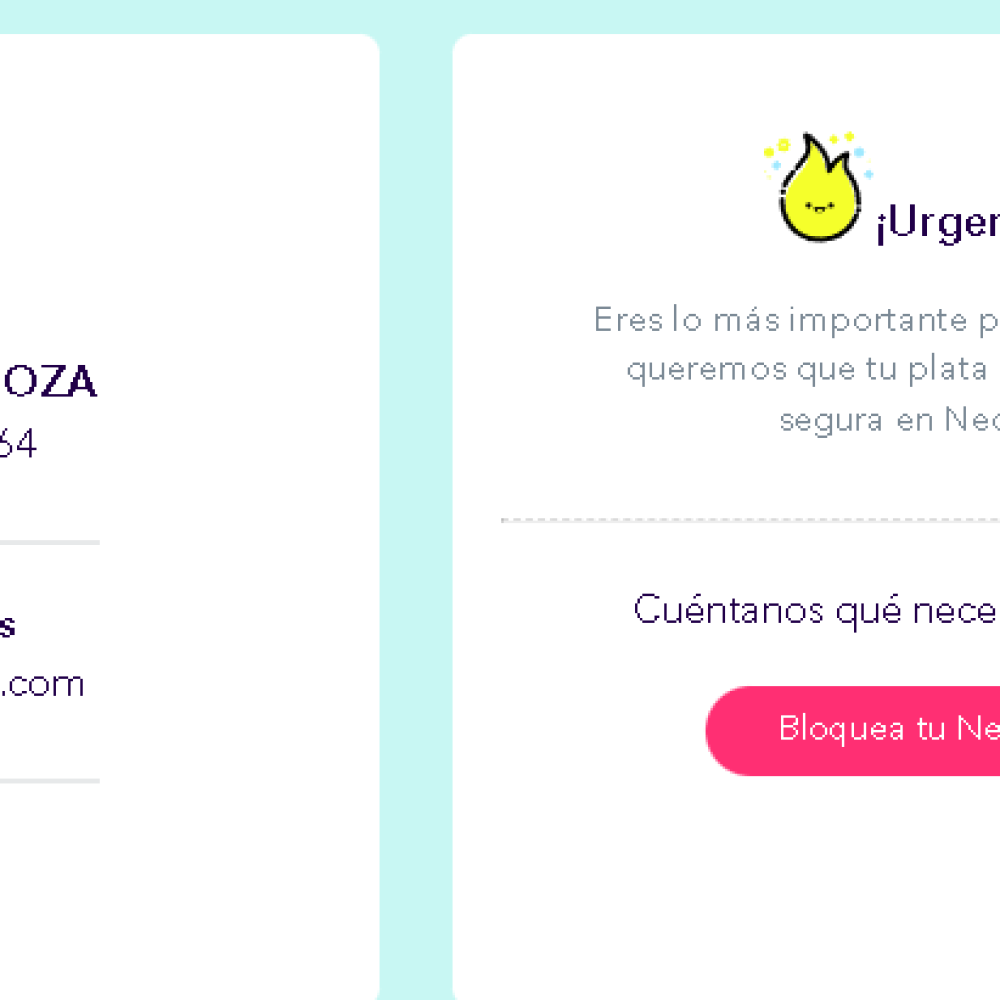 OZA
64
s
.com
¡Urgen
Eres lo más importante p
queremos que tu plata
segura en Neq
Cuéntanos qué nece
Bloquea tu Ne